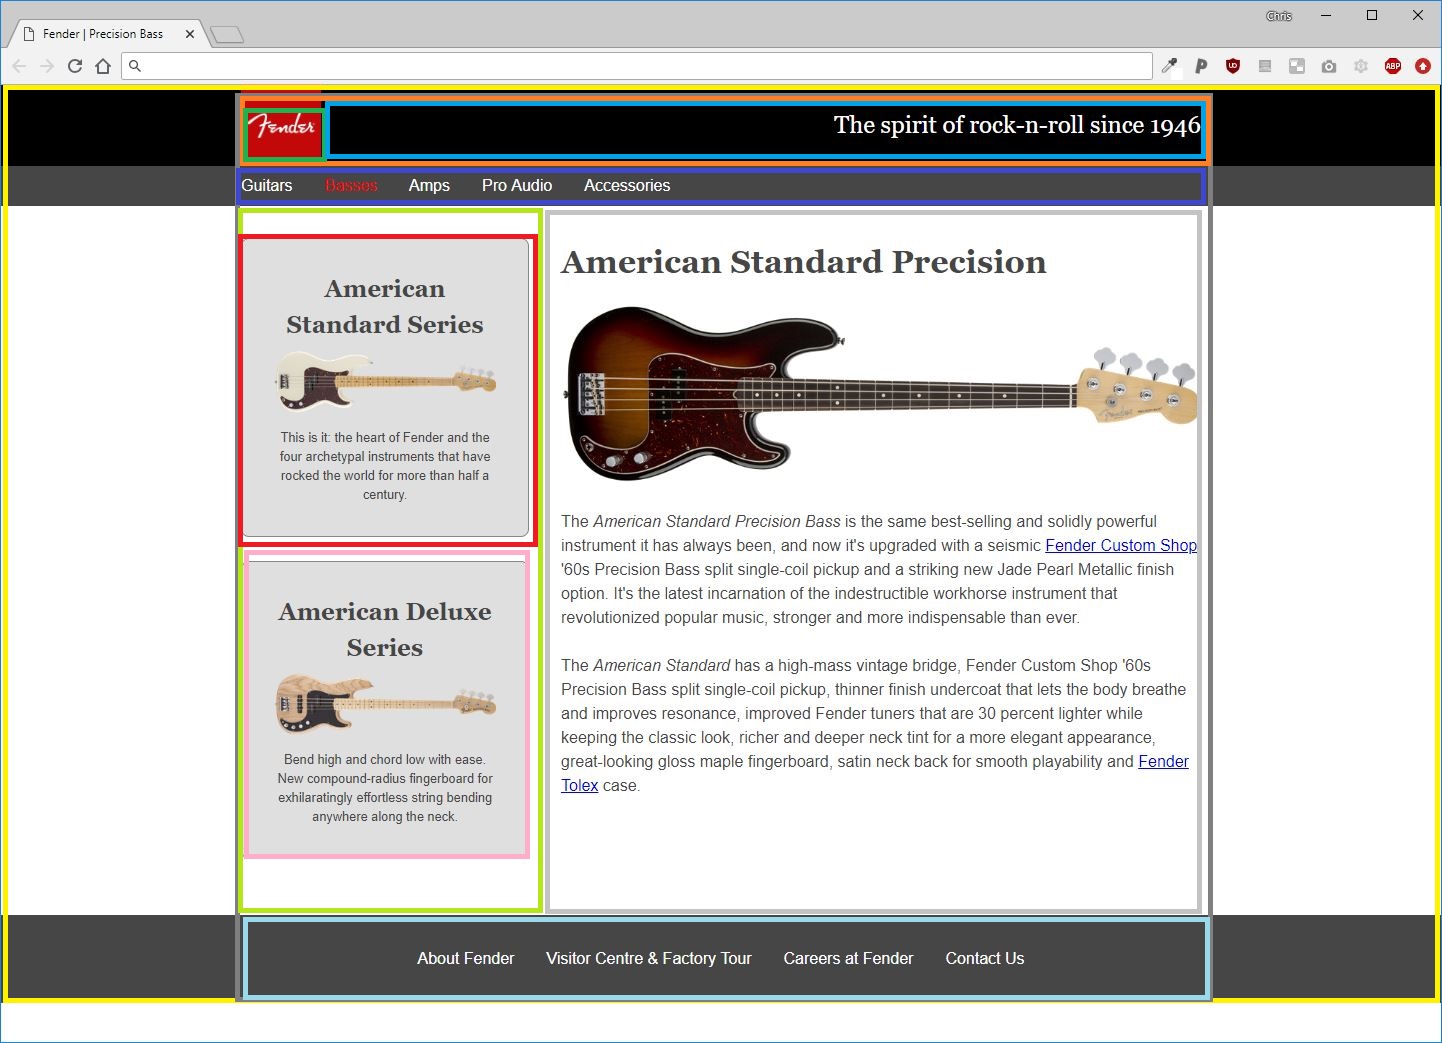 Chris
Fender | Precision Bass
UD
ABP
Fender
The spirit of rock-n-roll since 1946
Guitars Basses Amps Pro Audio Accessories
American
Standard Series
This is it: the heart of Fender and the
four archetypal instruments that have
rocked the world for more than half a
century.
American Deluxe
Series
Bend high and chord low with ease.
New compound-radius fingerboard for
exhilaratingly effortless string bending
anywhere along the neck.
American Standard Precision
Fender
The American Standard Precision Bass is the same best-selling and solidly powerful
instrument it has always been, and now it's upgraded with a seismic Fender Custom Shop
'60s Precision Bass split single-coil pickup and a striking new Jade Pearl Metallic finish
option. It's the latest incarnation of the indestructible workhorse instrument that
revolutionized popular music, stronger and more indispensable than ever.
The American Standard has a high-mass vintage bridge, Fender Custom Shop '60s
Precision Bass split single-coil pickup, thinner finish undercoat that lets the body breathe
and improves resonance, improved Fender tuners that are 30 percent lighter while
keeping the classic look, richer and deeper neck tint for a more elegant appearance,
great-looking gloss maple fingerboard, satin neck back for smooth playability and Fender
Tolex case.
About Fender Visitor Centre & Factory Tour Careers at Fender Contact Us